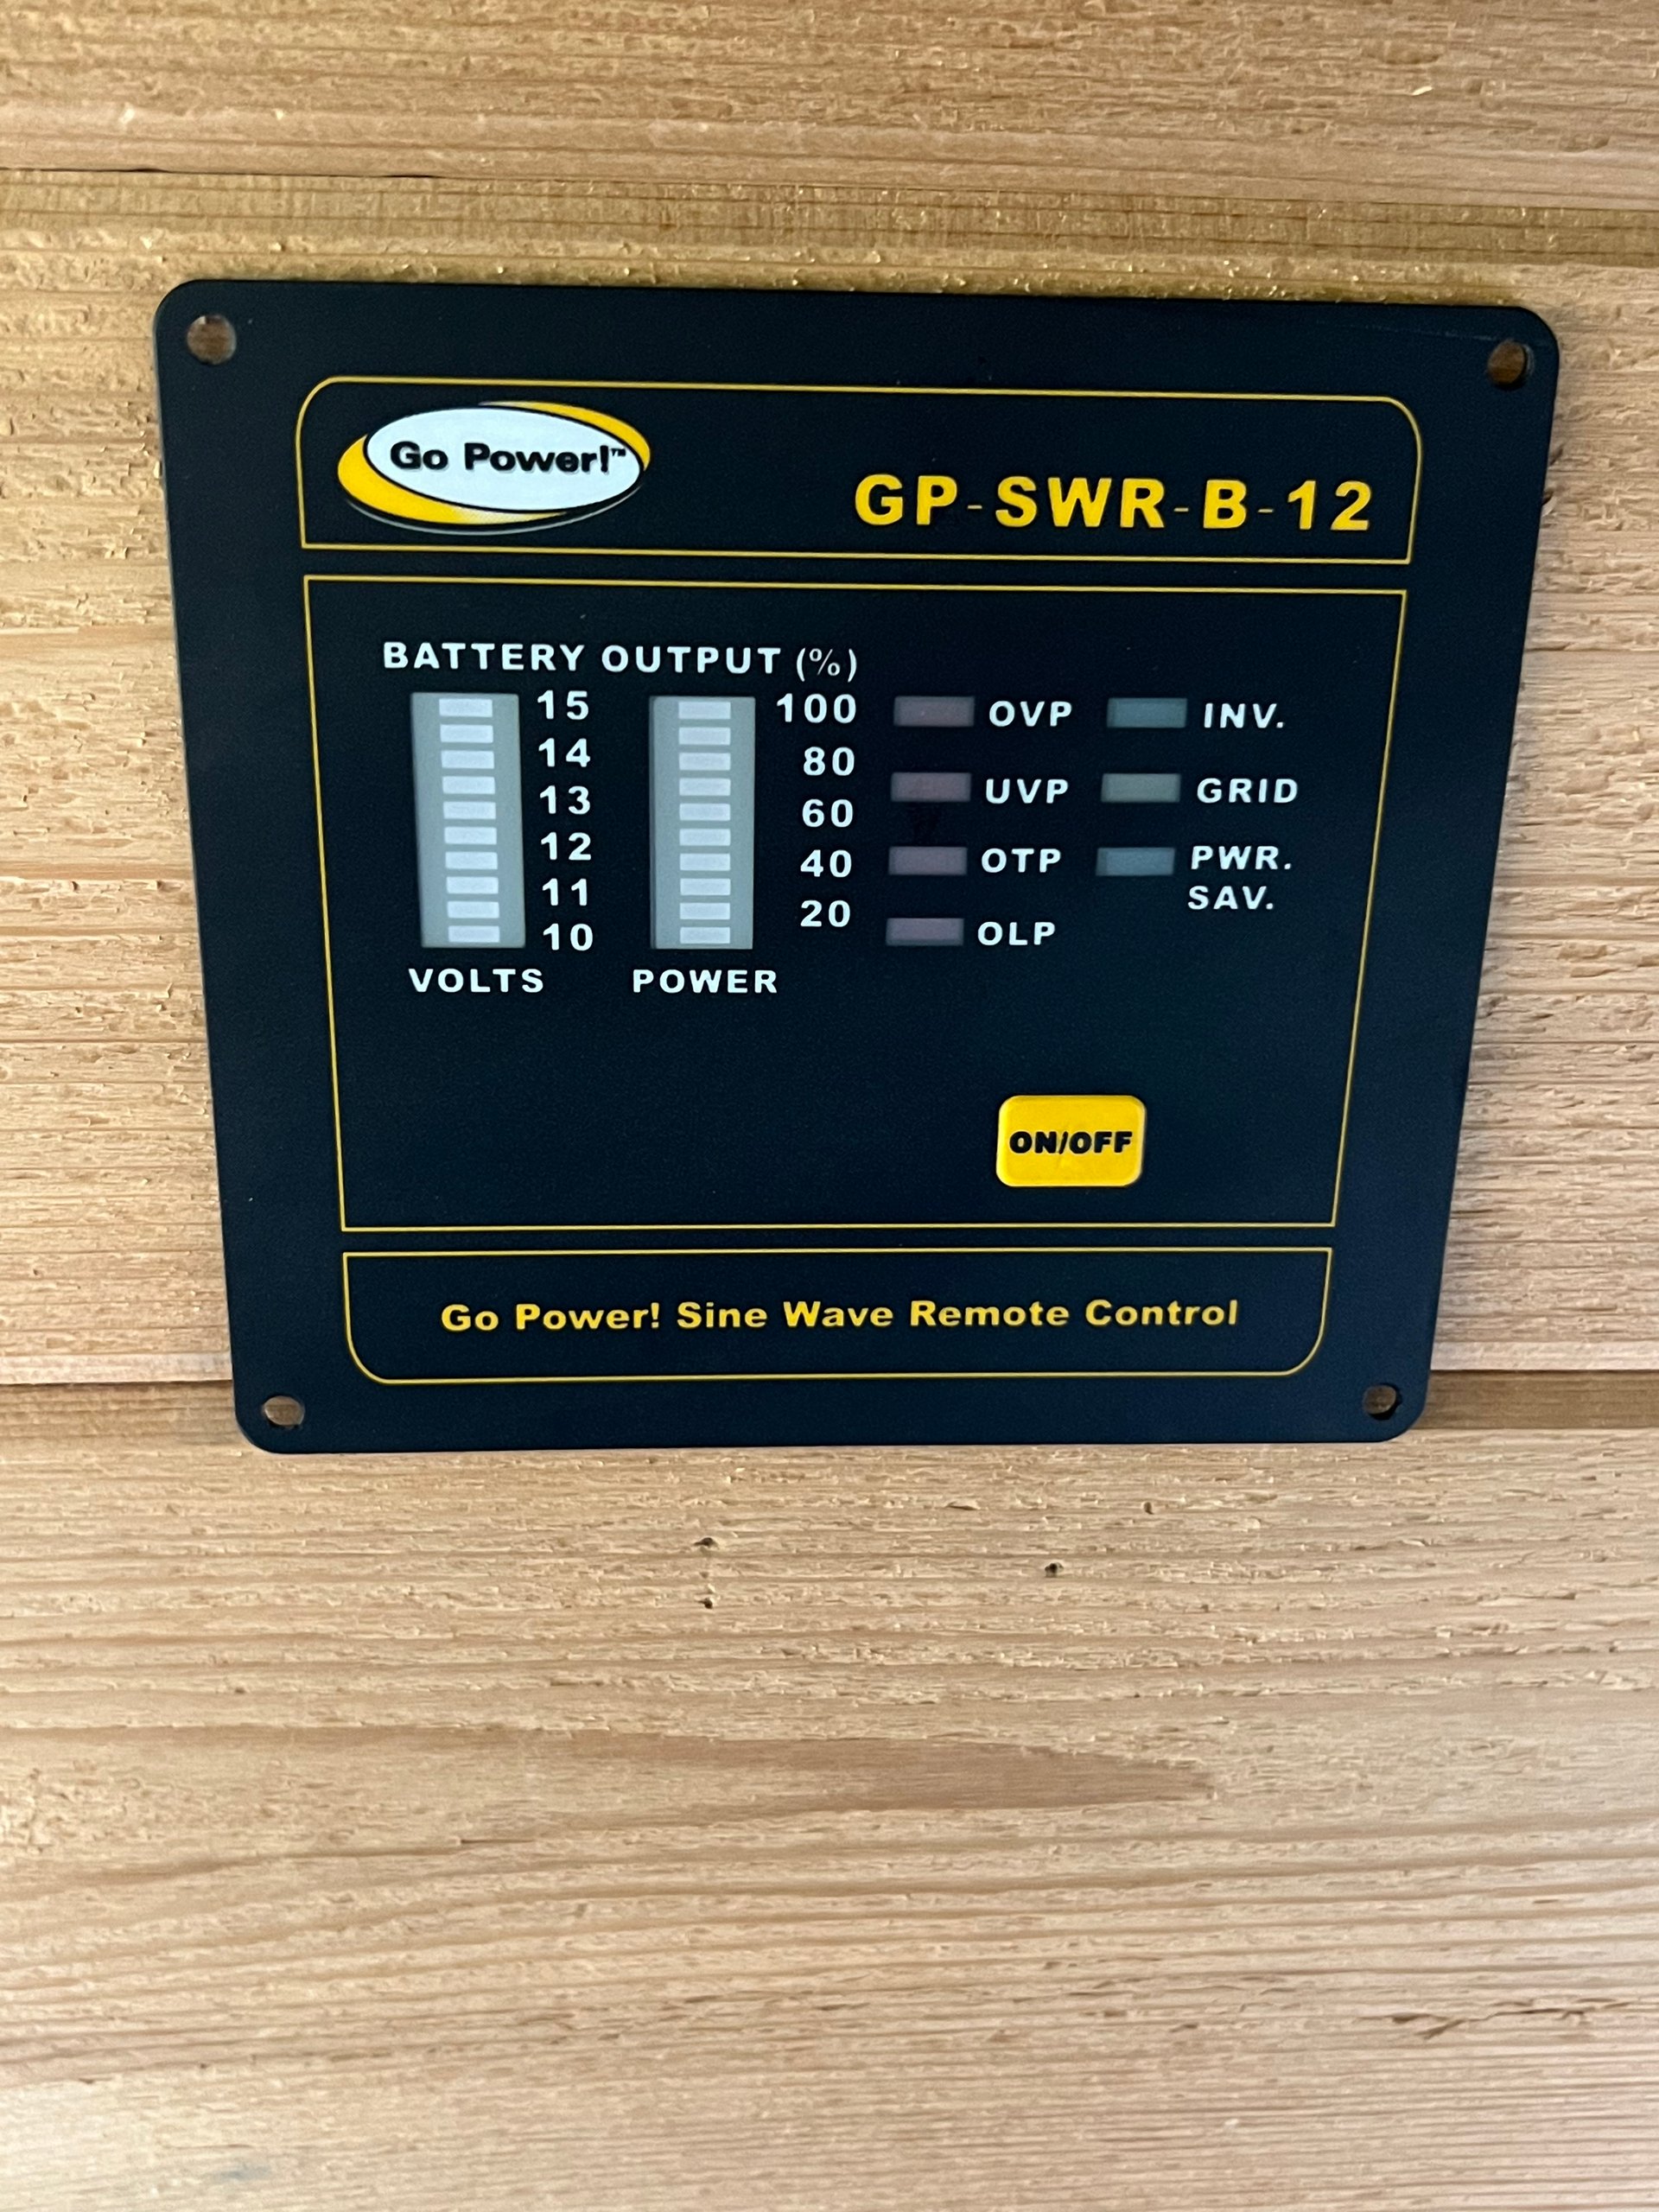 Go Power!™
GP-SWR-B-12
BATTERY OUTPUT (%)
15
14
13
12
11
10
VOLTS
100
80
60
40
20
POWER
OVP
UVP
OTP
OLP
INV.
GRID
PWR.
SAV.
ON/OFF
Go Power! Sine Wave Remote Control